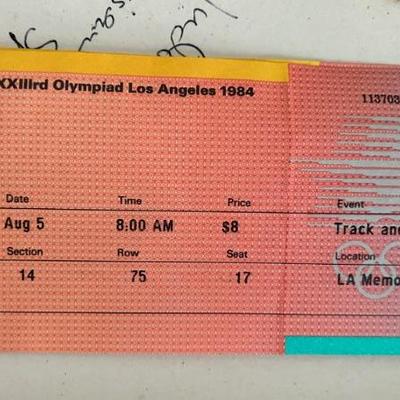 XXIIIrd Olympiad Los Angeles 1984
113703
Date Time Price Event
Aug 5 8:00 AM $8 Track and
Section Row Seat Location
14 75 17 LA Memo